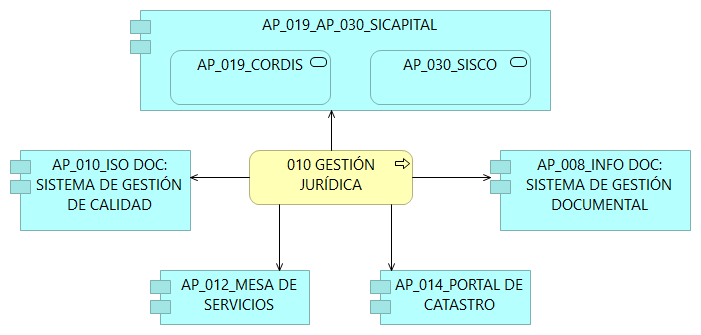 AP_019_AP_030_SICAPITAL
AP_019_CORDIS
AP_030_SISCO
AP_010_ISO DOC:
SISTEMA DE GESTIÓN
DE CALIDAD
010 GESTIÓN
JURÍDICA
AP_008_INFO DOC:
SISTEMA DE GESTIÓN
DOCUMENTAL
AP_012_MESA DE
SERVICIOS
AP_014_PORTAL DE
CATASTRO